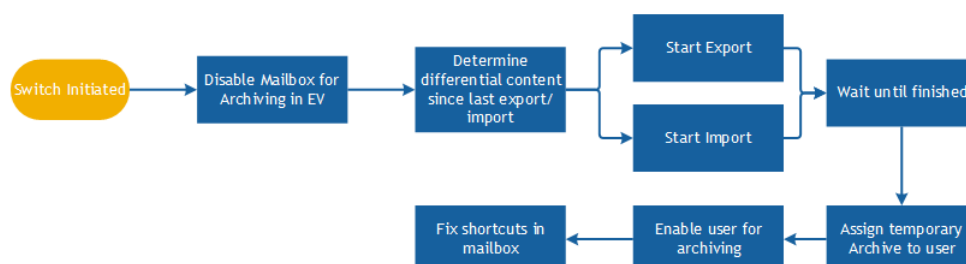 Switch Initiated
Disable Mailbox for
Archiving in EV
Determine
differential content
since last export/
import
Start Export
Start Import
Wait until finished
Assign temporary
Archive to user
Enable user for
archiving
Fix shortcuts in
mailbox